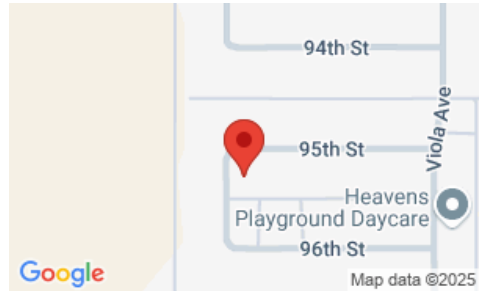 94th St
Viola Ave
95th St
Heavens
Playground Daycare
96th St
Google
Map data ©2025